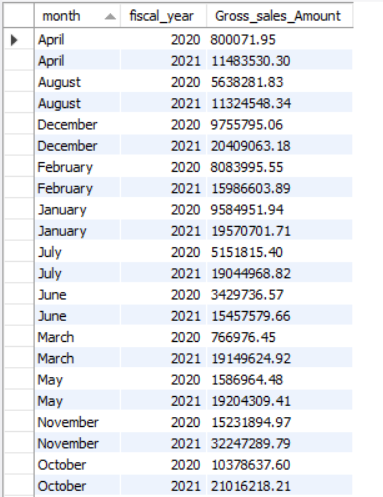 month fiscal_year Gross_sales_Amount
April 2020 800071.95
April 2021 11483530.30
August 2020 5638281.83
August 2021 11324548.34
December 2020 9755795.06
December 2021 20409063.18
February 2020 8083995.55
February 2021 15986603.89
January 2020 9584951.94
January 2021 19570701.71
July 2020 5151815.40
July 2021 19044968.82
June 2020 3429736.57
June 2021 15457579.66
March 2020 766976.45
March 2021 19149624.92
May 2020 1586964.48
May 2021 19204309.41
November 2020 15231894.97
November 2021 32247289.79
October 2020 10378637.60
October 2021 21016218.21